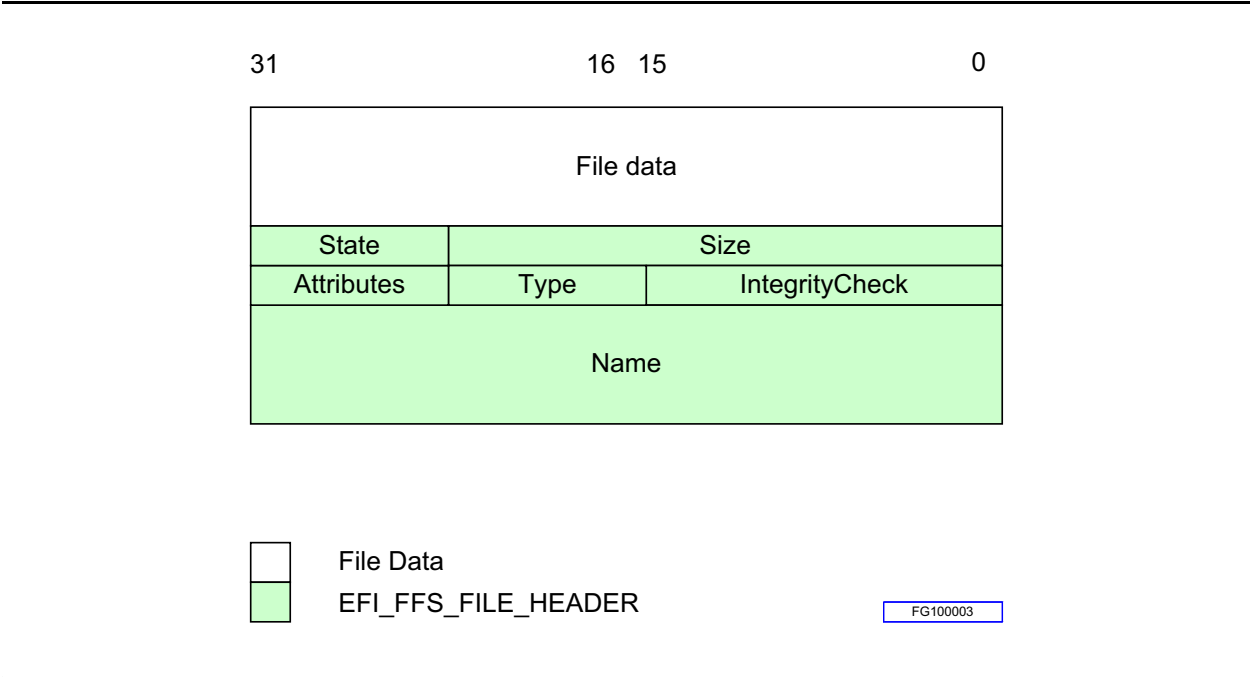 31 16 15 0
File data
State Size
Attributes Type IntegrityCheck
Name
File Data
EFI_FFS_FILE_HEADER
FG100003